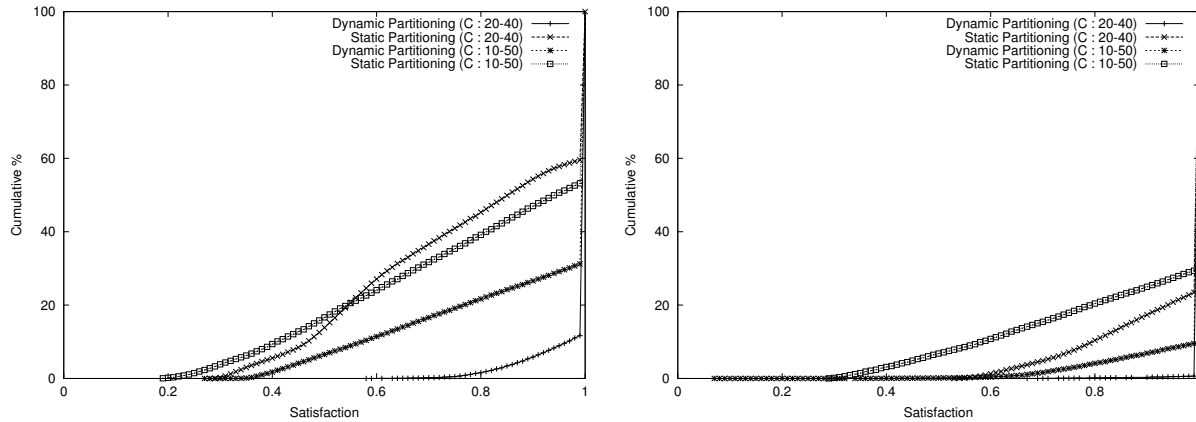 100
80
60
40
20
0
Cumulative %
0
0.2
0.4
0.6
0.8
1
Satisfaction
Dynamic Partitioning (C : 20-40)
Static Partitioning (C : 20-40)
Dynamic Partitioning (C : 10-50)
Static Partitioning (C : 10-50)
100
80
60
40
20
0
Cumulative %
0
0.2
0.4
0.6
0.8
Satisfaction
Dynamic Partitioning (C : 20-40)
Static Partitioning (C : 20-40)
Dynamic Partitioning (C : 10-50)
Static Partitioning (C : 10-50)